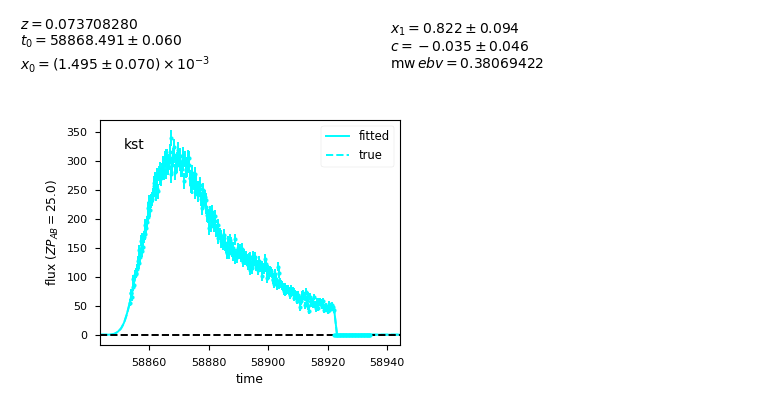 z = 0.073708280
t₀ = 58868.491 ± 0.060
x₀ = (1.495 ± 0.070) × 10⁻³
x₁ = 0.822 ± 0.094
c = −0.035 ± 0.046
mw ebv = 0.38069422
kst
fitted
true
flux (ZP_AB = 25.0)
350
300
250
200
150
100
50
0
58860 58880 58900 58920 58940
time